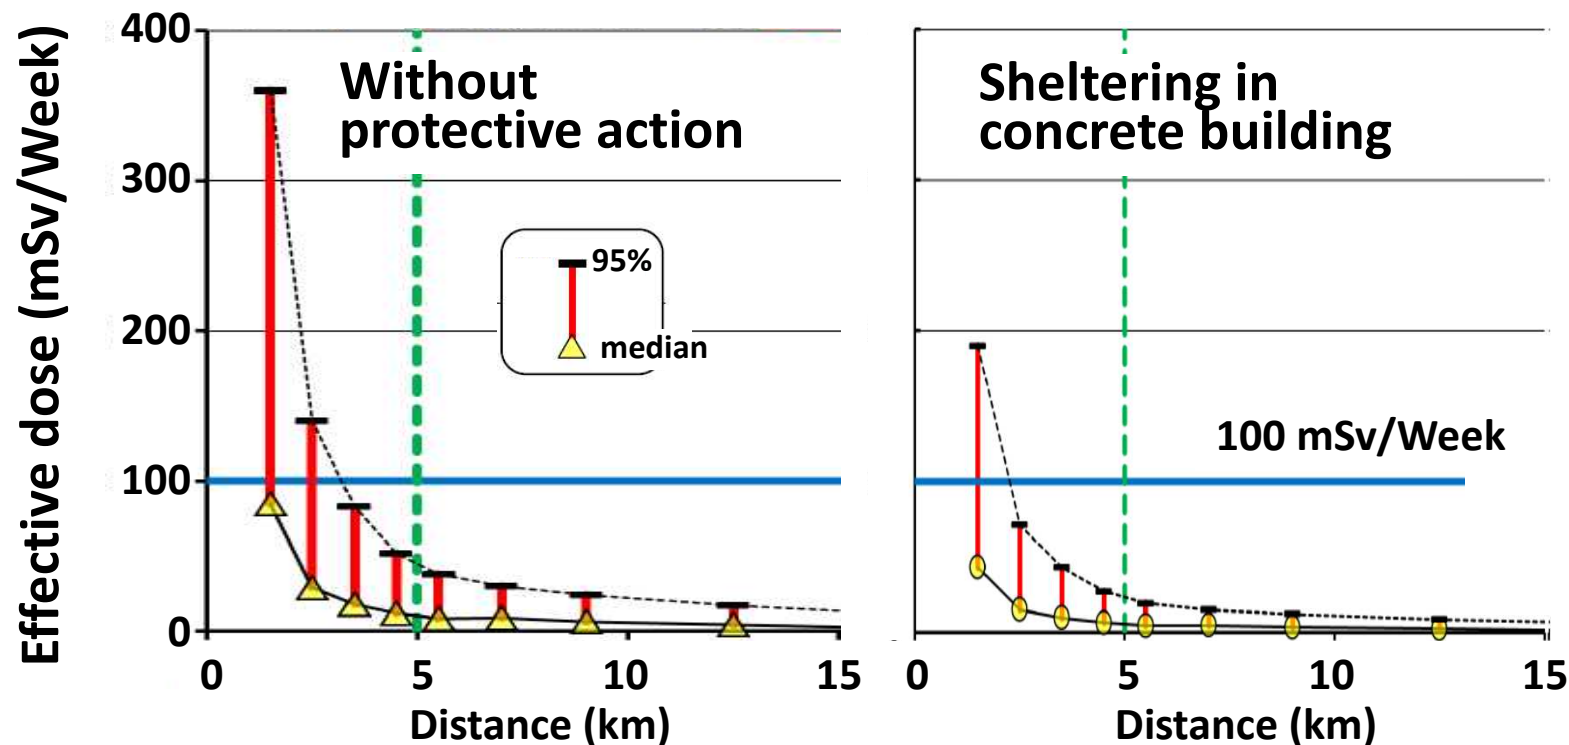 Effective dose (mSv/Week)
400
300
200
100
0
Without
protective action
95%
median
0 5 10 15
Distance (km)
Sheltering in
concrete building
100 mSv/Week
0 5 10 15
Distance (km)